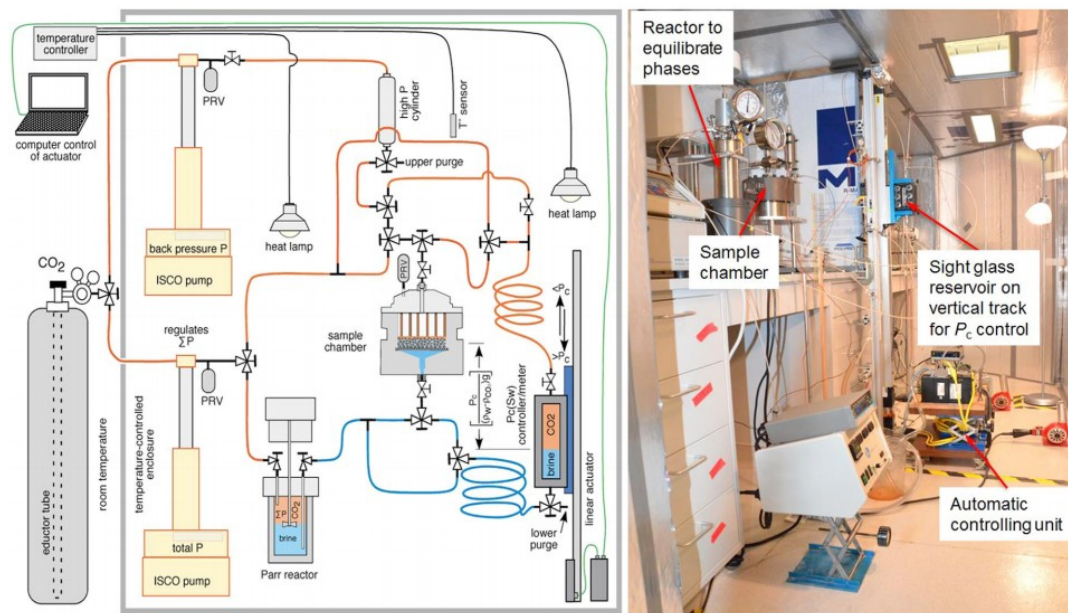 temperature
controller
computer control
of actuator
PRV
high P
cylinder
T° sensor
upper purge
heat lamp
heat lamp
back pressure P
ISCO pump
CO2
regulates
∑P
PRV
PRV
sample
chamber
<Pc
>Pc
Pc
(ρw-ρCO2)g
Pc(Sw)
controller/meter
CO2
brine
linear actuator
eductor tube
room temperature
temperature-controlled
enclosure
∑P
CO2
brine
lower
purge
total P
ISCO pump
Parr reactor
Reactor to
equilibrate
phases
Sample
chamber
Sight glass
reservoir on
vertical track
for Pc control
Automatic
controlling unit